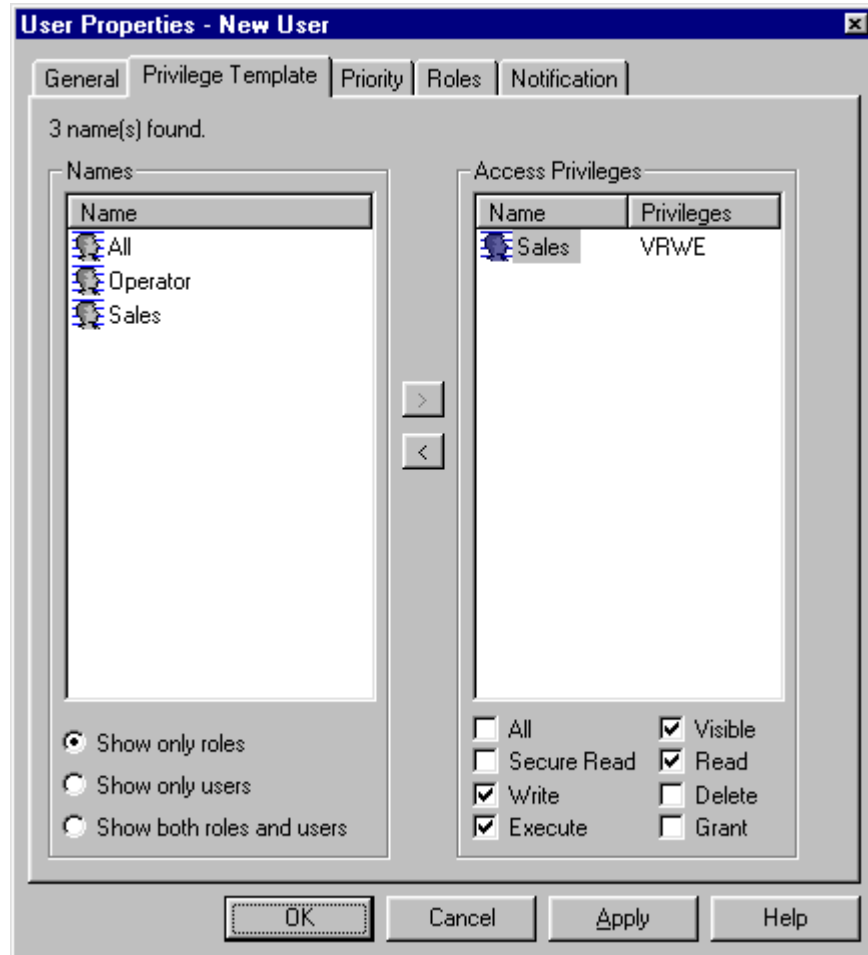 User Properties - New User
General Privilege Template Priority Roles Notification
3 name(s) found.
Names
Name
All
Operator
Sales
Show only roles
Show only users
Show both roles and users
>
<
Access Privileges
Name Privileges
Sales VRWE
All Visible
Secure Read Read
Write Delete
Execute Grant
OK Cancel Apply Help